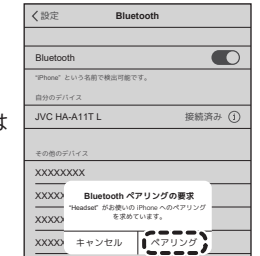 設定 Bluetooth
Bluetooth
"iPhone" という名前で検出可能です。
自分のデバイス
は
JVC HA-A11T L 接続済み
その他のデバイス
XXXXXXXX
XXXX
Bluetooth ペアリングの要求
"Headset" がお使いの iPhone へのペアリング
XXXX
を求めています。
XXXX キャンセル ペアリング